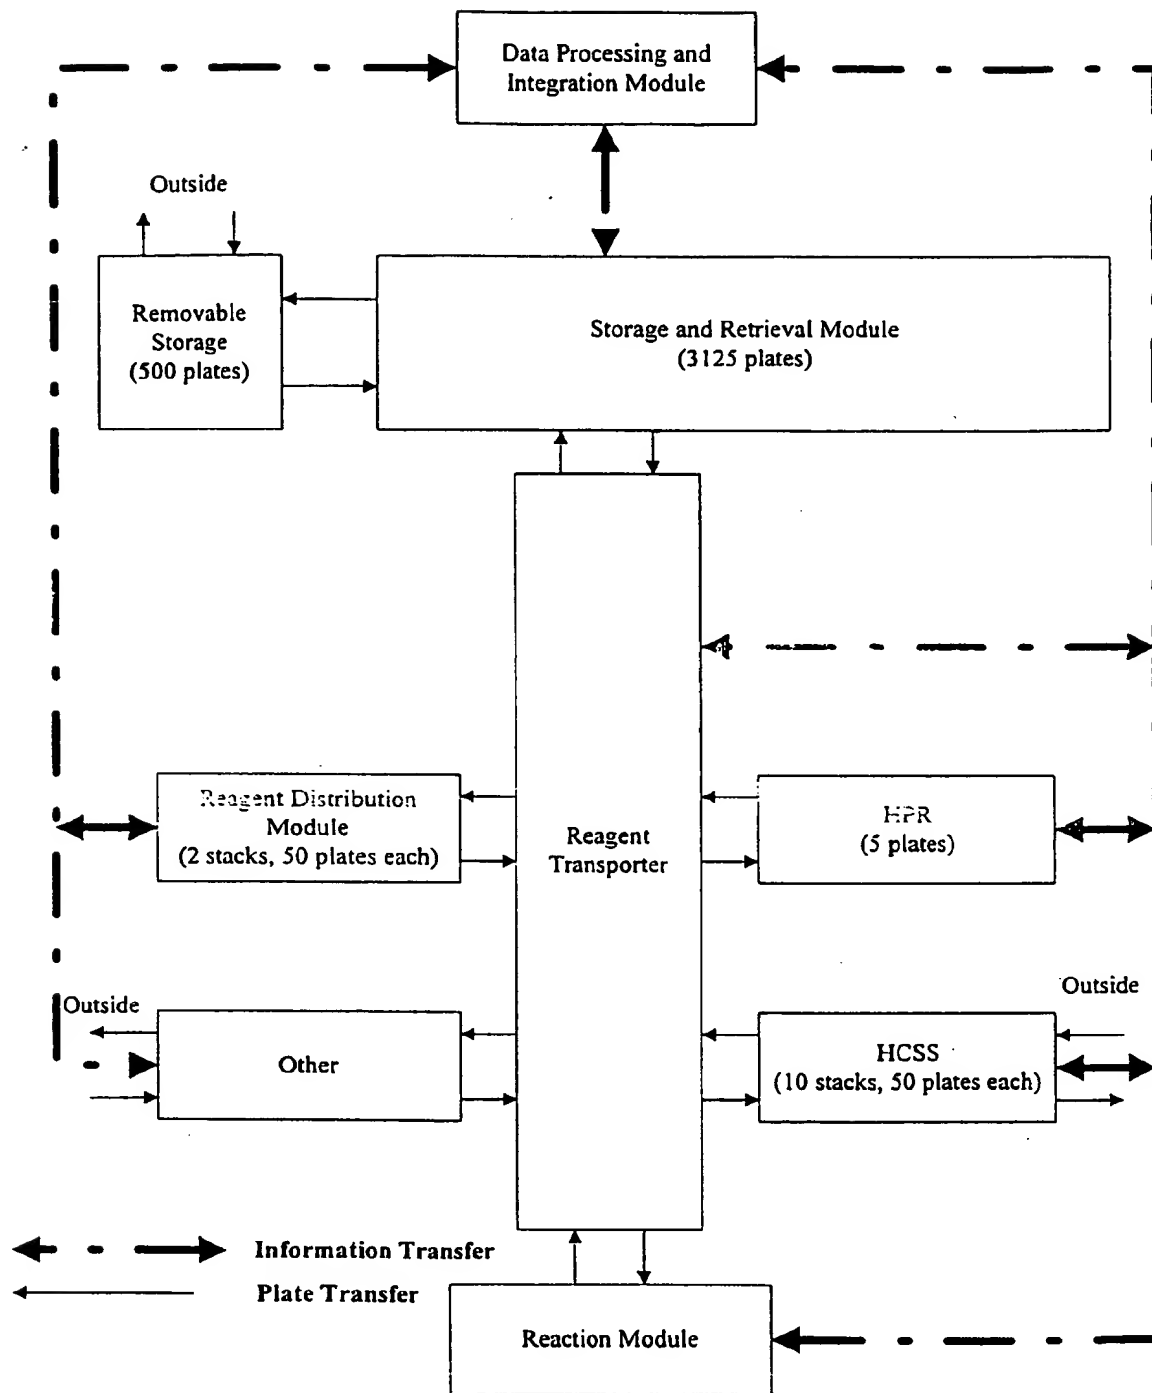 Data Processing and
Integration Module
Outside
Removable
Storage
(500 plates)
Storage and Retrieval Module
(3125 plates)
Reagent Distribution
Module
(2 stacks, 50 plates each)
Reagent
Transporter
HPR
(5 plates)
Outside
Other
Outside
HCSS
(10 stacks, 50 plates each)
Information Transfer
Plate Transfer
Reaction Module